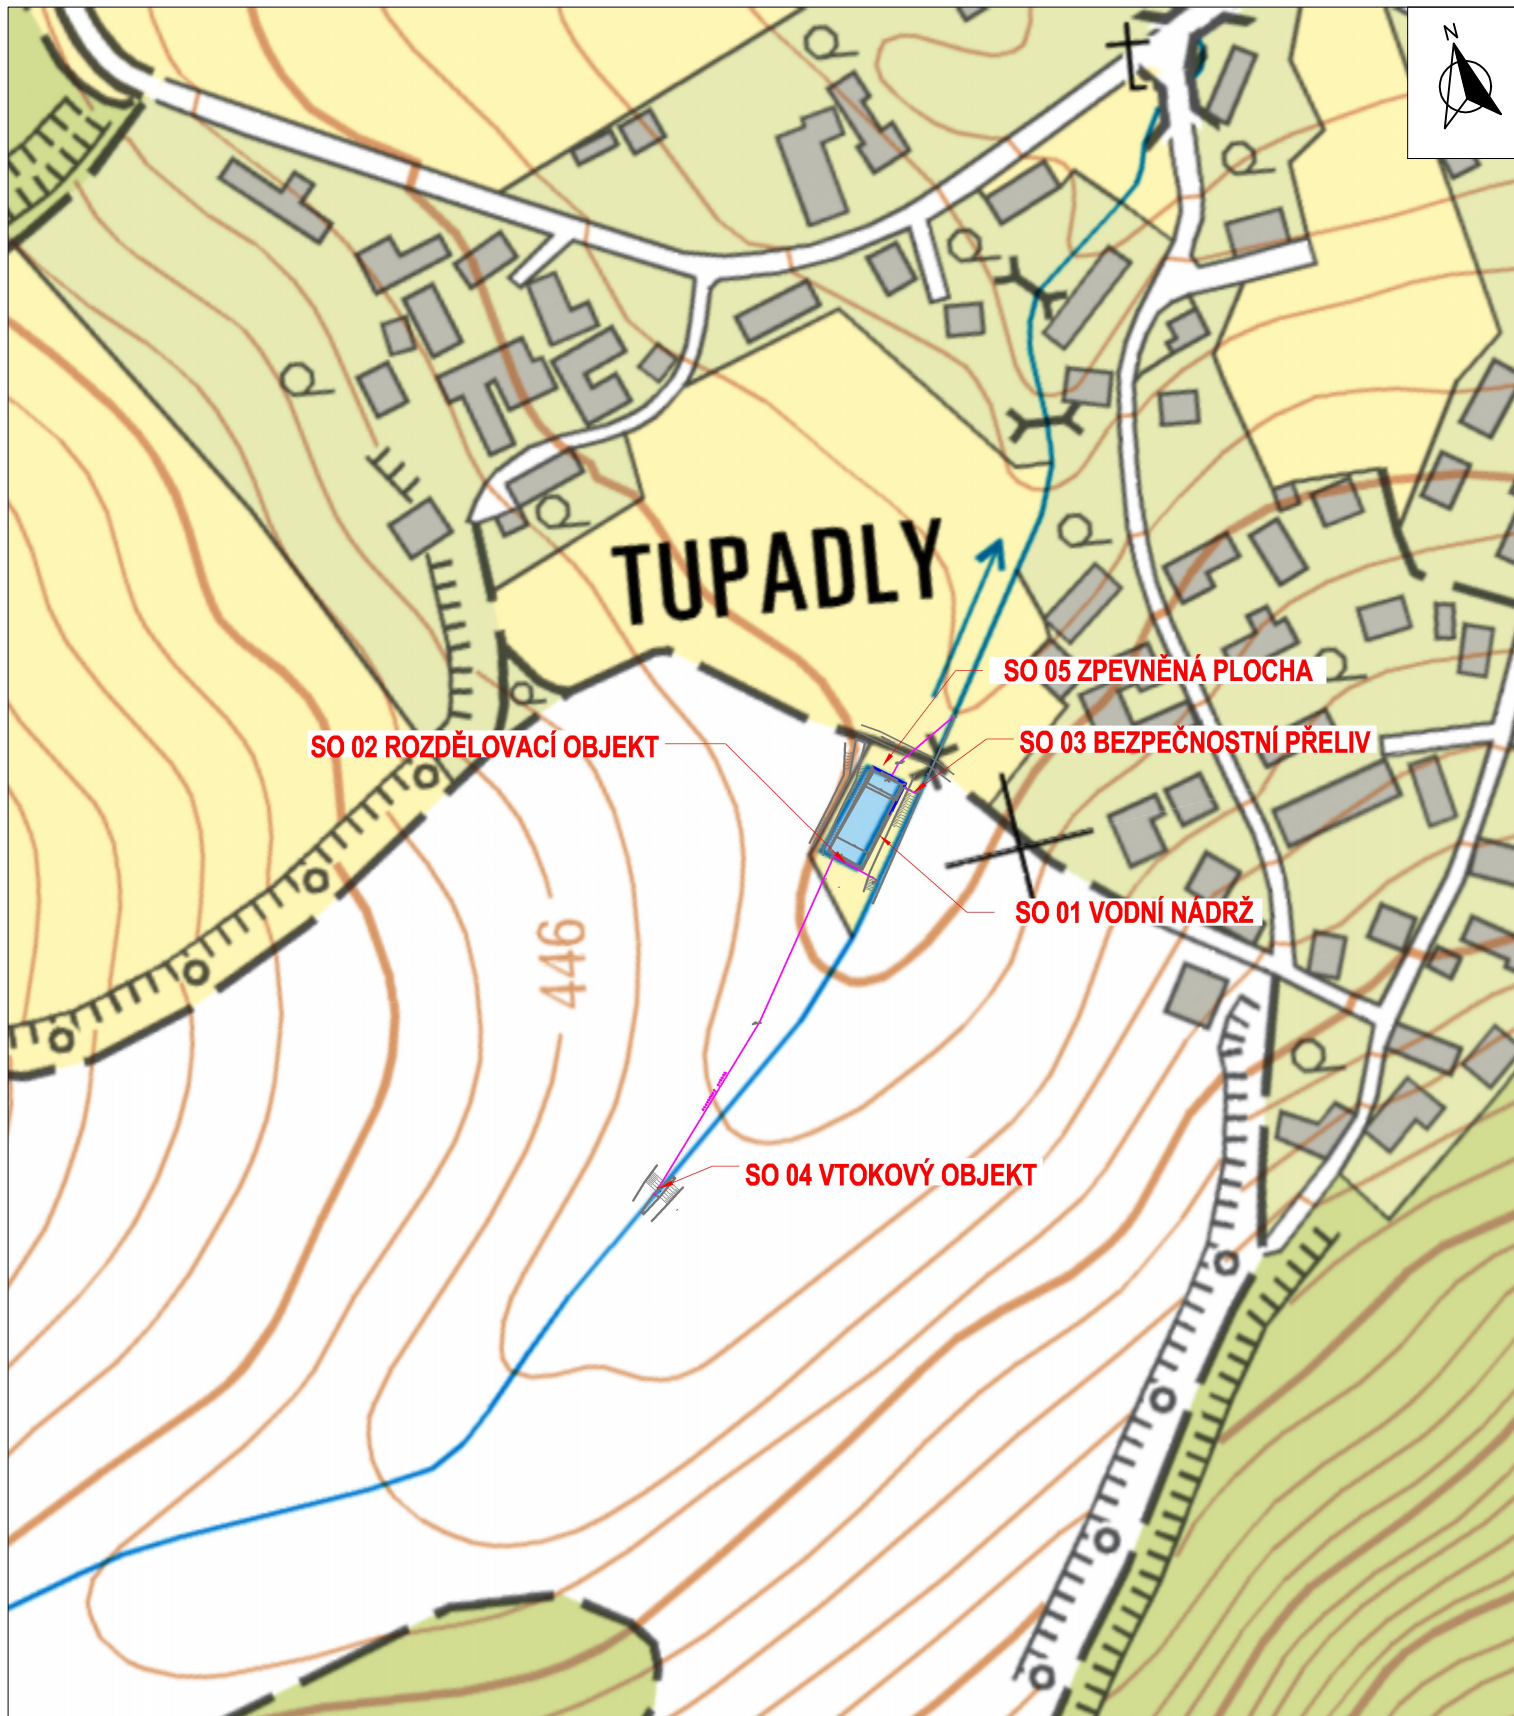 N
TUPADLY
SO 05 ZPEVNĚNÁ PLOCHA
SO 02 ROZDĚLOVACÍ OBJEKT
SO 03 BEZPEČNOSTNÍ PŘELIV
SO 01 VODNÍ NÁDRŽ
446
SO 04 VTOKOVÝ OBJEKT